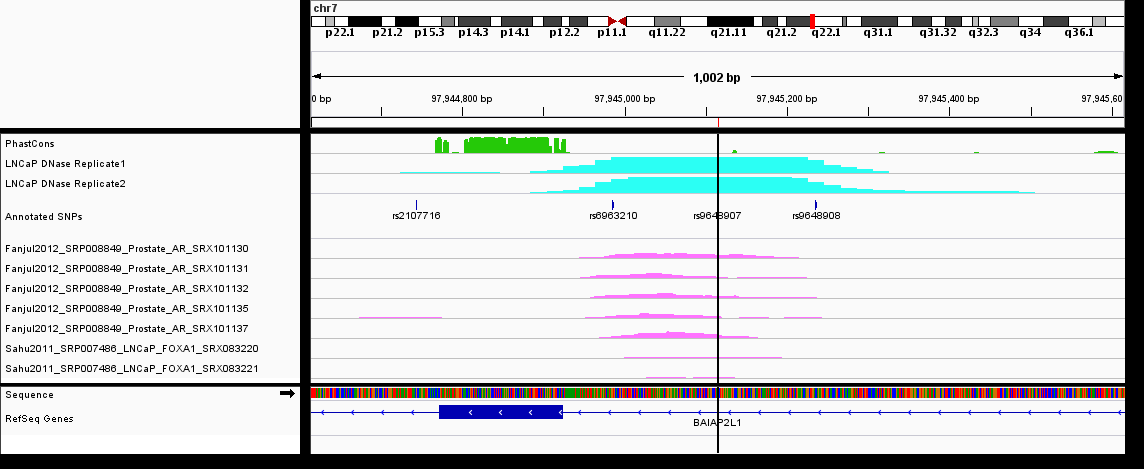 chr7
p22.1 p21.2 p15.3 p14.3 p14.1 p12.2 p11.1 q11.22 q21.11 q21.2 q22.1 q31.1 q31.32 q32.3 q34 q36.1
1,002 bp
0 bp 97,944,800 bp 97,945,000 bp 97,945,200 bp 97,945,400 bp 97,945,60
PhastCons
LNCaP DNase Replicate1
LNCaP DNase Replicate2
Annotated SNPs rs2107716 rs6963210 rs9648907 rs9648908
Fanjul2012_SRP008849_Prostate_AR_SRX101130
Fanjul2012_SRP008849_Prostate_AR_SRX101131
Fanjul2012_SRP008849_Prostate_AR_SRX101132
Fanjul2012_SRP008849_Prostate_AR_SRX101135
Fanjul2012_SRP008849_Prostate_AR_SRX101137
Sahu2011_SRP007486_LNCaP_FOXA1_SRX083220
Sahu2011_SRP007486_LNCaP_FOXA1_SRX083221
Sequence
RefSeq Genes
BAIAP2L1